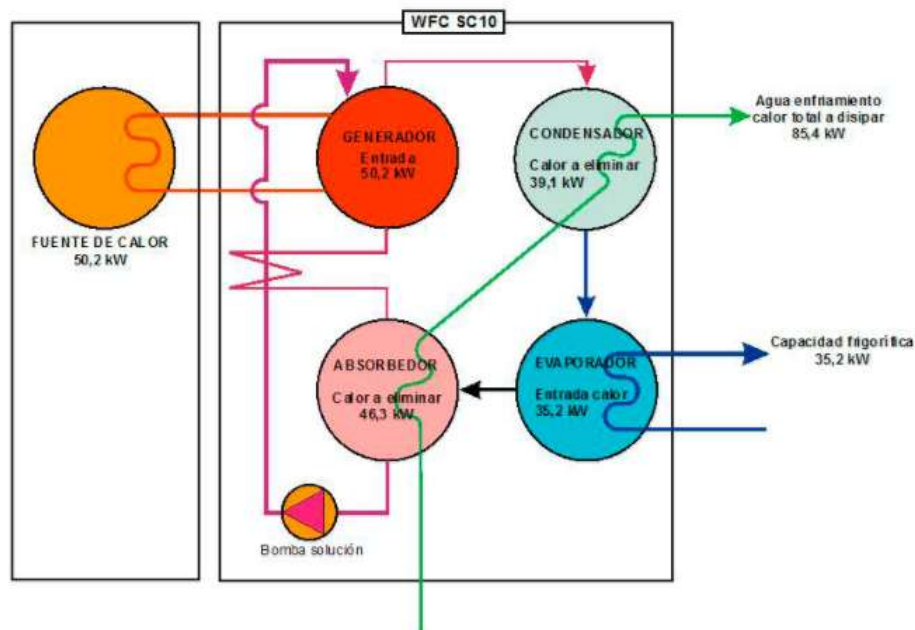 WFC SC10
GENERADOR
Entrada
50,2 kW
CONDENSADOR
Calor a eliminar
39,1 kW
Agua enfriamiento
calor total a disipar
85,4 kW
FUENTE DE CALOR
50,2 kW
ABSORBEDOR
Calor a eliminar
46,3 kW
EVAPORADOR
Entrada calor
35,2 kW
Capacidad frigorífica
35,2 kW
Bomba solución